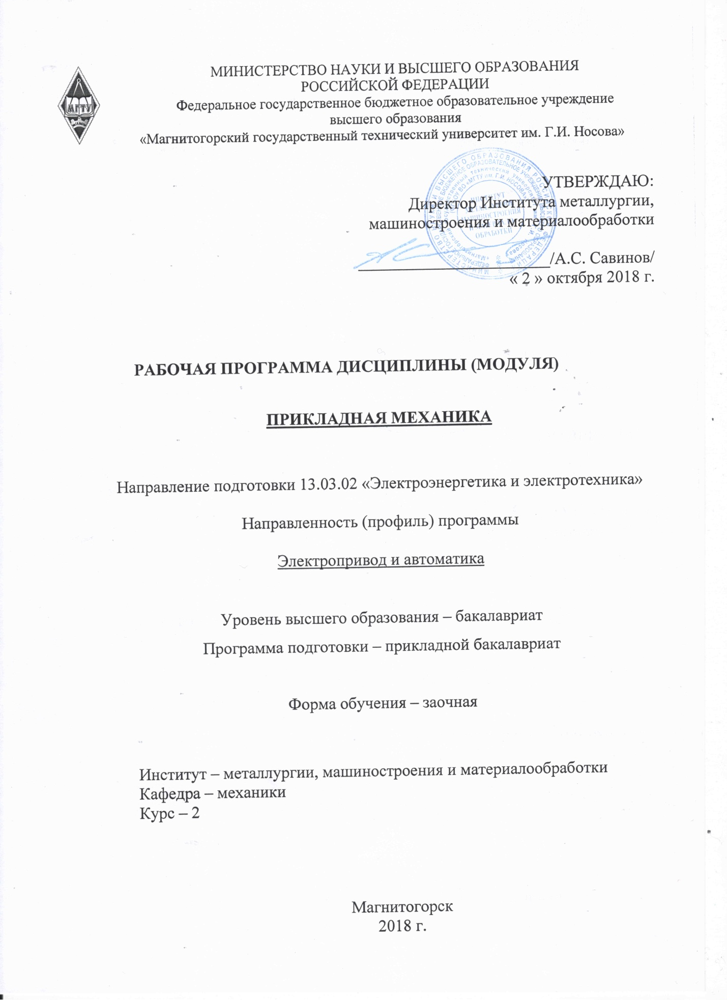 МИНИСТЕРСТВО НАУКИ И ВЫСШЕГО ОБРАЗОВАНИЯ
РОССИЙСКОЙ ФЕДЕРАЦИИ
Федеральное государственное бюджетное образовательное учреждение
высшего образования
«Магнитогорский государственный технический университет им. Г.И. Носова»
МГТУ
УТВЕРЖДАЮ:
Директор Института металлургии,
машиностроения и материалообработки
/А.С. Савинов/
« 2 » октября 2018 г.
РАБОЧАЯ ПРОГРАММА ДИСЦИПЛИНЫ (МОДУЛЯ)
ПРИКЛАДНАЯ МЕХАНИКА
Направление подготовки 13.03.02 «Электроэнергетика и электротехника»
Направленность (профиль) программы
Электропривод и автоматика
Уровень высшего образования – бакалавриат
Программа подготовки – прикладной бакалавриат
Форма обучения – заочная
Институт – металлургии, машиностроения и материалообработки
Кафедра – механики
Курс – 2
Магнитогорск
2018 г.